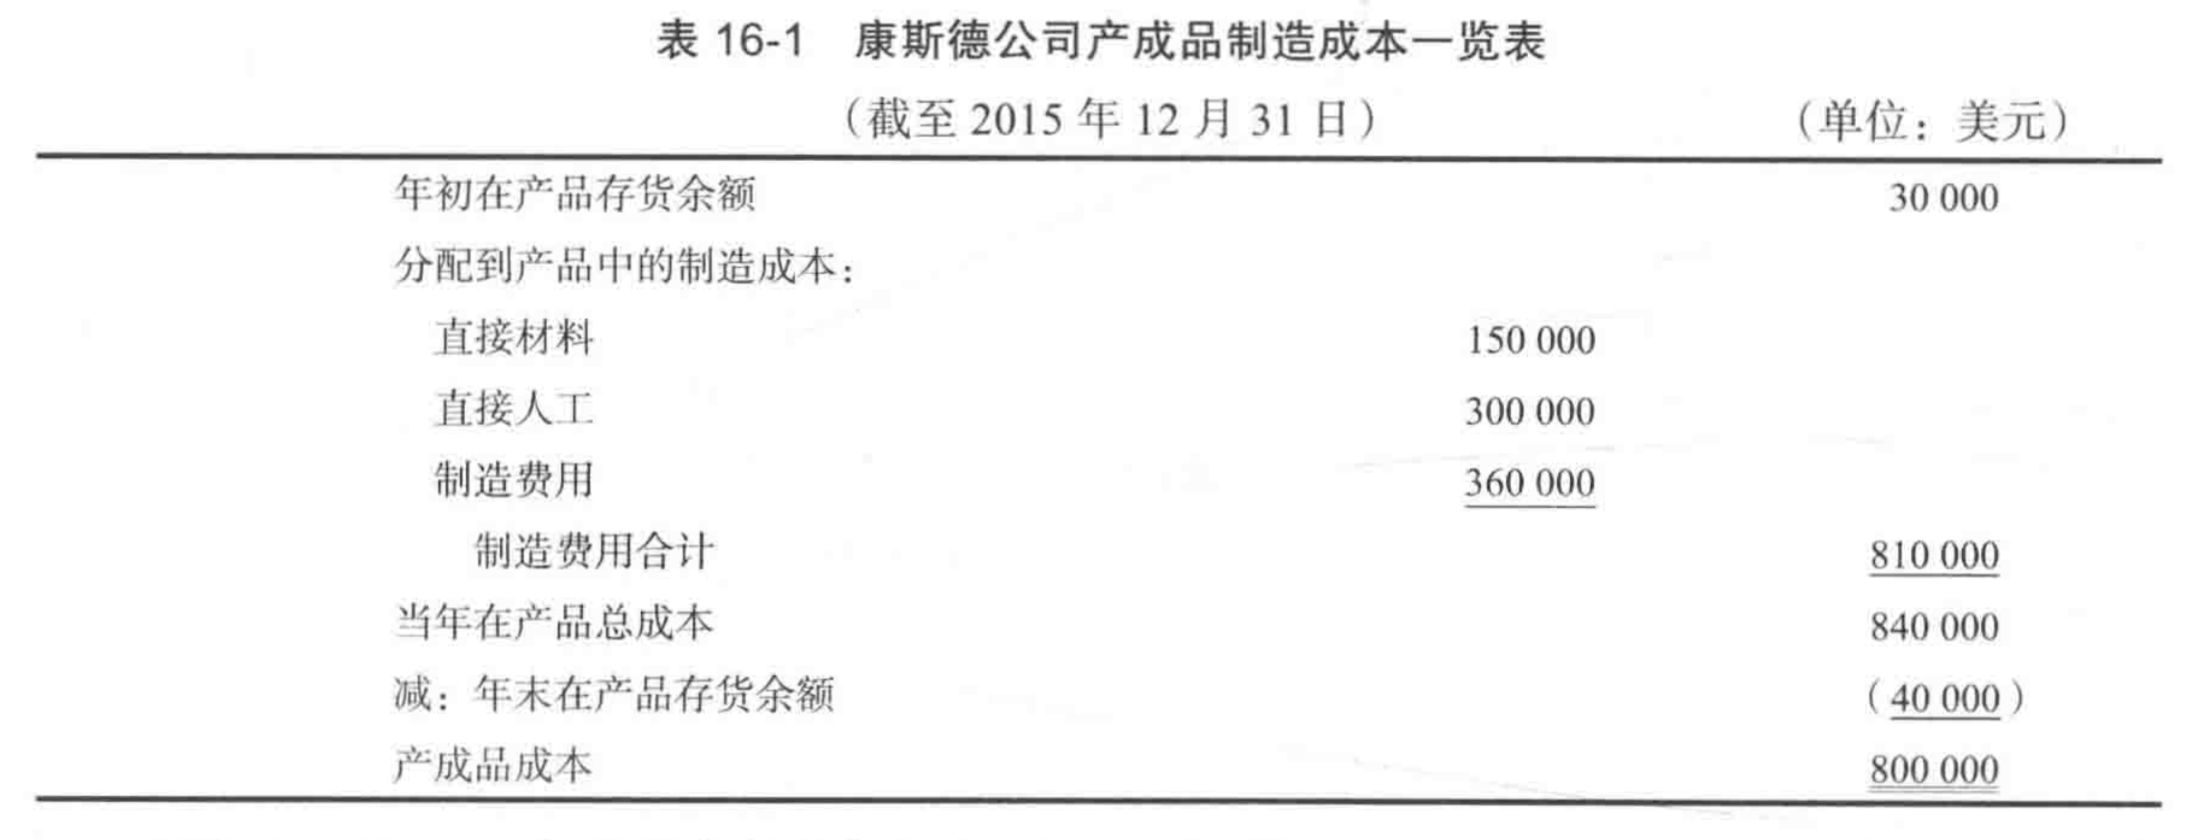 表 16-1 康斯德公司产成品制造成本一览表
（截至 2015 年 12 月 31 日） （单位：美元）
年初在产品存货余额 30 000
分配到产品中的制造成本：
直接材料 150 000
直接人工 300 000
制造费用 360 000
制造费用合计 810 000
当年在产品总成本 840 000
减：年末在产品存货余额 （40 000）
产成品成本 800 000